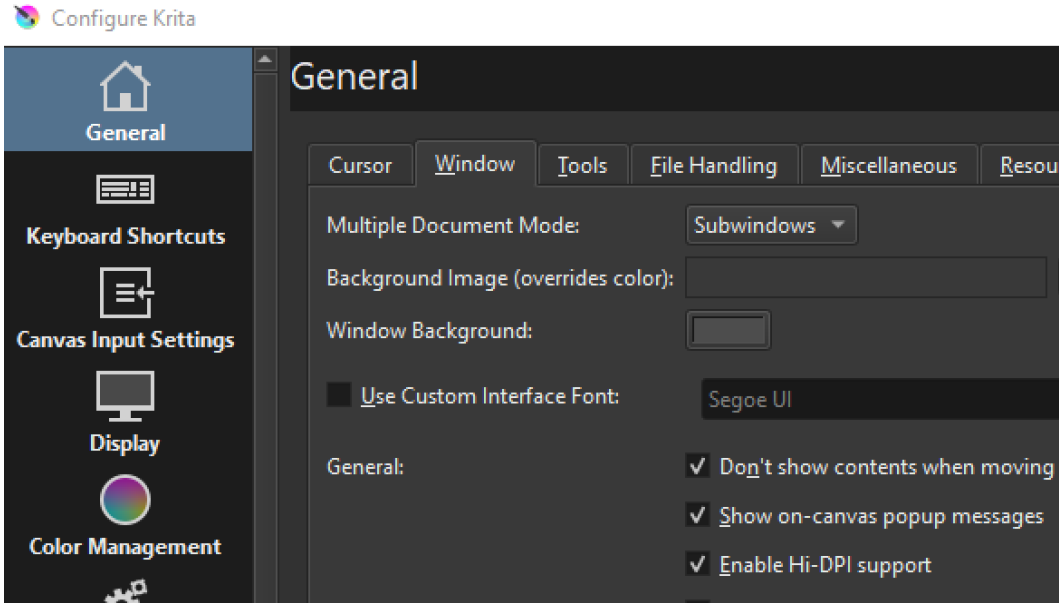 Configure Krita
General
Keyboard Shortcuts
Canvas Input Settings
Display
Color Management
General
Cursor Window Tools File Handling Miscellaneous Resou
Multiple Document Mode: Subwindows
Background Image (overrides color):
Window Background:
Use Custom Interface Font: Segoe UI
General: Don't show contents when moving
Show on-canvas popup messages
Enable Hi-DPI support